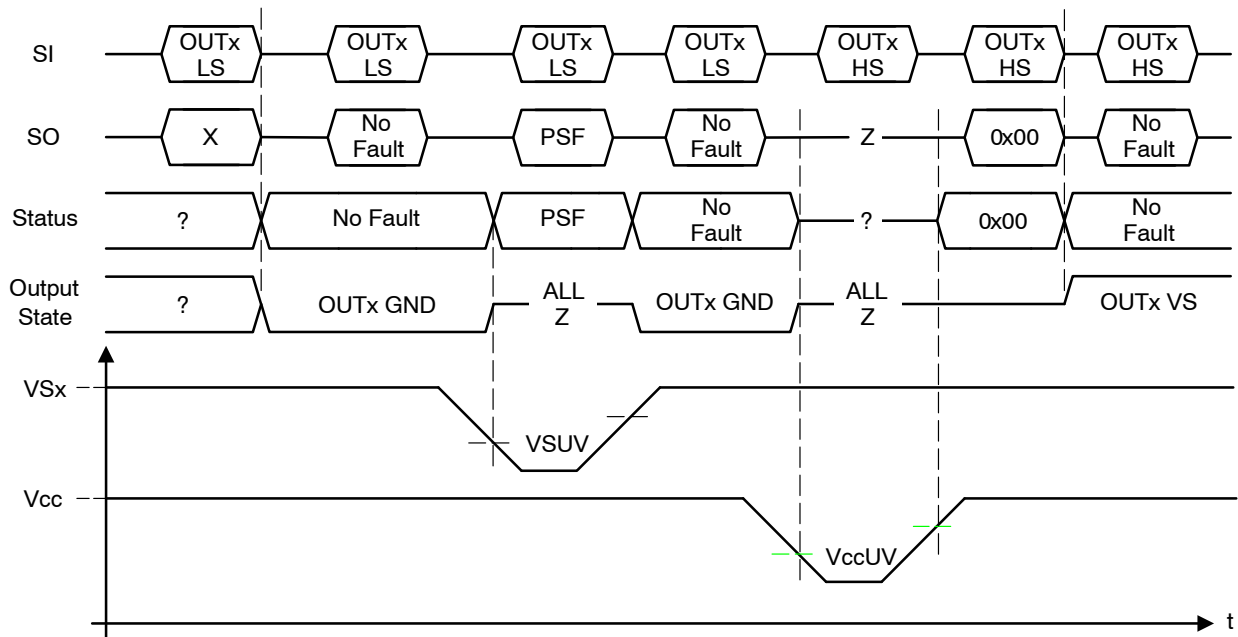 SI
OUTx
LS
OUTx
LS
OUTx
LS
OUTx
LS
OUTx
HS
OUTx
HS
OUTx
HS
SO
X
No
Fault
PSF
No
Fault
Z
0x00
No
Fault
Status
?
No Fault
PSF
No
Fault
?
0x00
No
Fault
Output
State
?
OUTx GND
ALL
Z
OUTx GND
ALL
Z
OUTx VS
VSx
VSUV
Vcc
VccUV
t